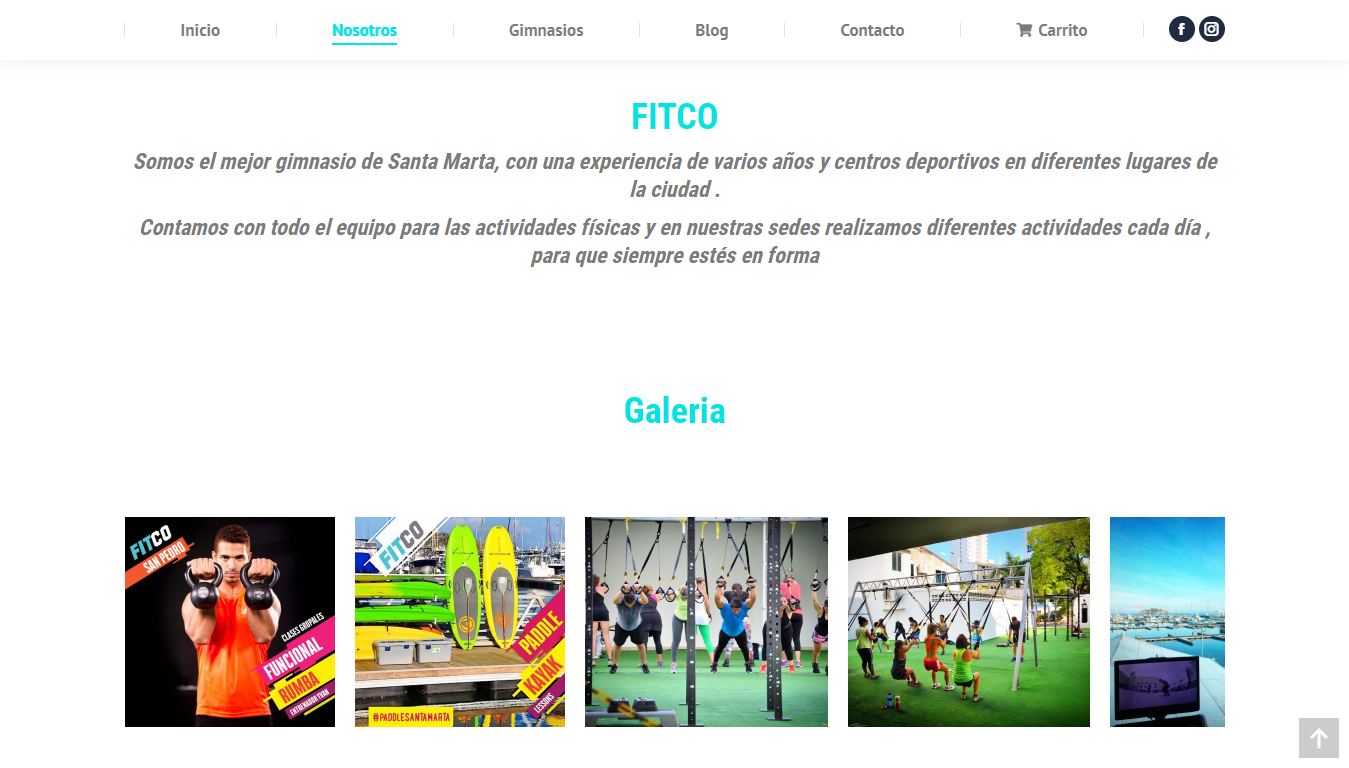 Inicio
Nosotros
Gimnasios
Blog
Contacto
Carrito
FITCO
Somos el mejor gimnasio de Santa Marta, con una experiencia de varios años y centros deportivos en diferentes lugares de
la ciudad .
Contamos con todo el equipo para las actividades físicas y en nuestras sedes realizamos diferentes actividades cada día ,
para que siempre estés en forma
Galeria
FITCO
SAN PEDRO
CLASES GRUPALES
FUNCIONAL
RUMBA
ENTRENADOR YVAN
FITCO
PADDLE
KAYAK
LESSONS
#PADDLESANTAMARTA